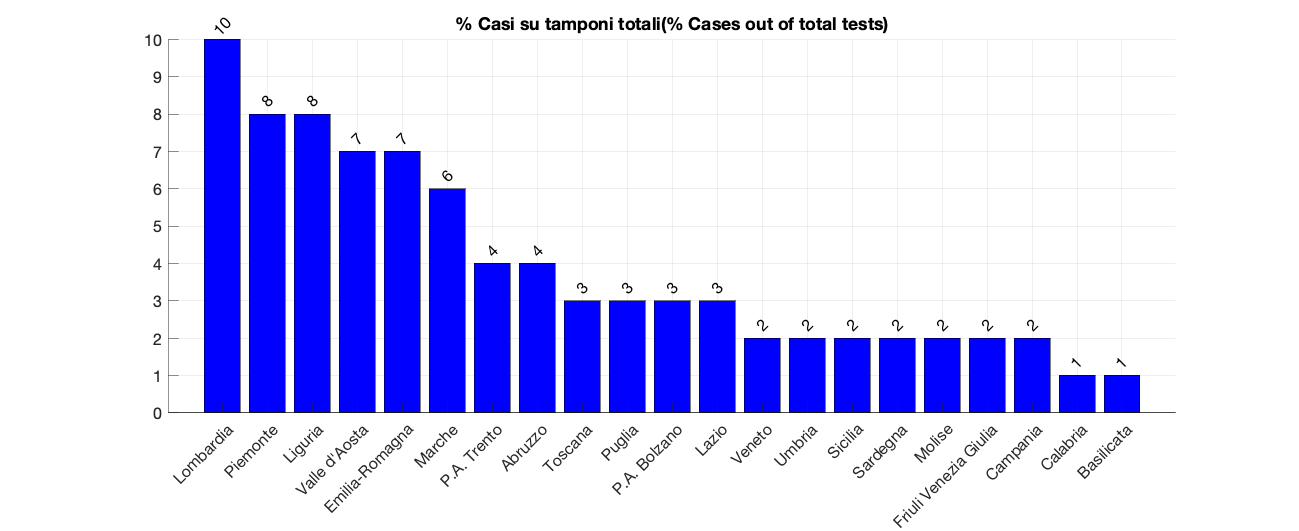 % Casi su tamponi totali(% Cases out of total tests)
10
9
8
7
6
5
4
3
2
1
0
10
8
8
7
7
6
4
4
3
3
3
3
2
2
2
2
2
2
2
1
1
Lombardia
Piemonte
Liguria
Valle d'Aosta
Emilia-Romagna
Marche
P.A. Trento
Abruzzo
Toscana
Puglia
P.A. Bolzano
Lazio
Veneto
Umbria
Sicilia
Sardegna
Molise
Friuli Venezia Giulia
Campania
Calabria
Basilicata